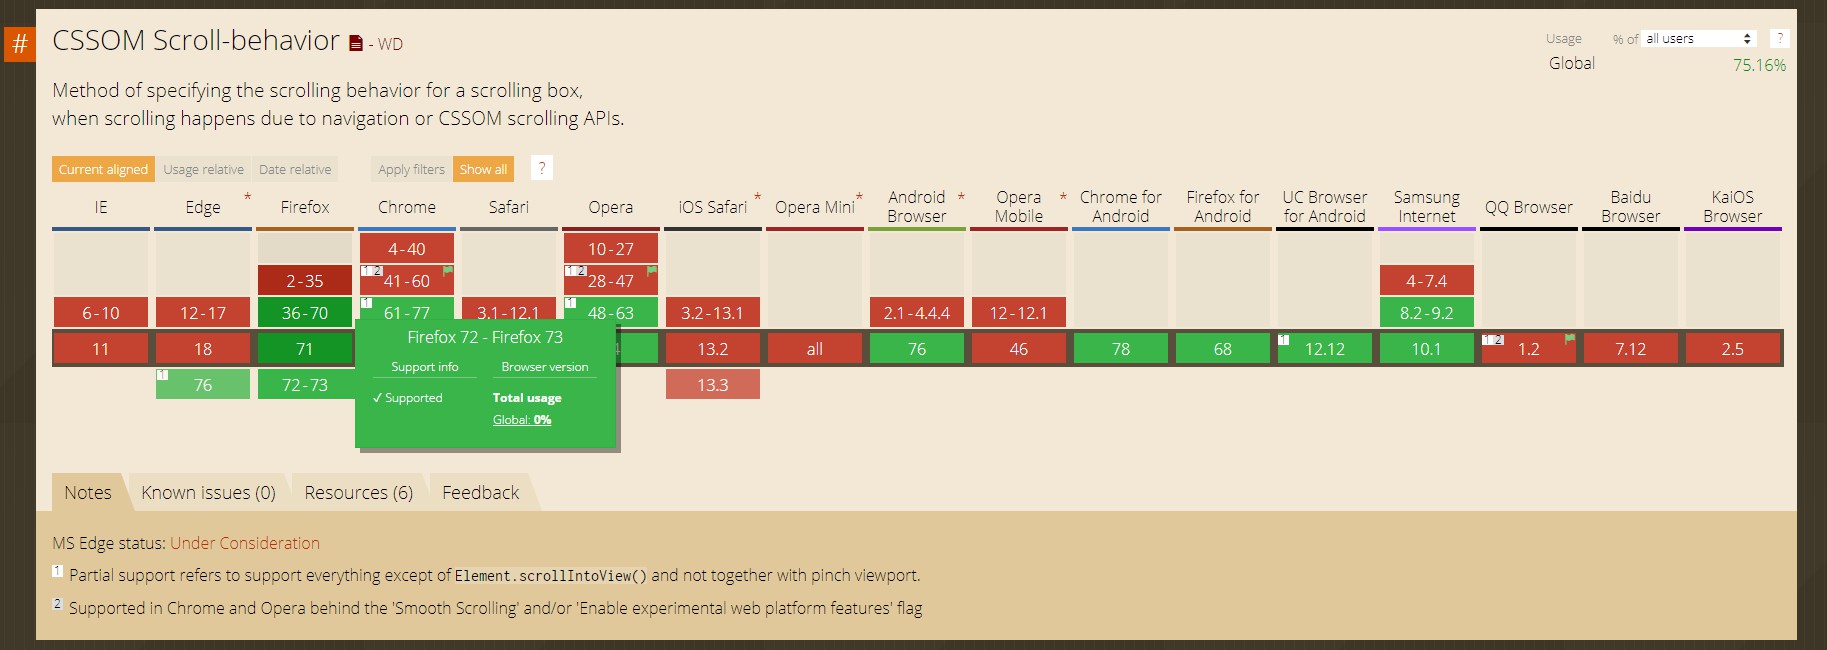 #
CSSOM Scroll-behavior - WD
Usage % of all users ?
Global 75.16%
Method of specifying the scrolling behavior for a scrolling box,
when scrolling happens due to navigation or CSSOM scrolling APIs.
Current aligned Usage relative Date relative Apply filters Show all ?
IE Edge * Firefox Chrome Safari Opera iOS Safari * Opera Mini * Android Browser * Opera Mobile * Chrome for Android Firefox for Android UC Browser for Android Samsung Internet QQ Browser Baidu Browser KaiOS Browser
4-40 10-27
2-35 1 2 41-60 1 2 28-47 4-7.4
6-10 12-17 36-70 1 61-77 3.1-12.1 1 48-63 3.2-13.1 2.1-4.4.4 12-12.1 8.2-9.2
11 18 71 13.2 all 76 46 78 68 1 12.12 10.1 1 2 1.2 7.12 2.5
1 76 72-73 13.3
Firefox 72 - Firefox 73
Support info Browser version
✓ Supported Total usage
Global: 0%
Notes Known issues (0) Resources (6) Feedback
MS Edge status: Under Consideration
1 Partial support refers to support everything except of Element.scrollIntoView() and not together with pinch viewport.
2 Supported in Chrome and Opera behind the 'Smooth Scrolling' and/or 'Enable experimental web platform features' flag